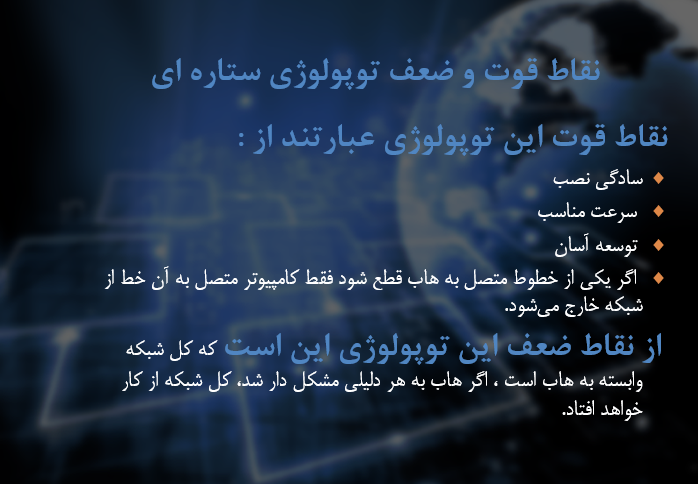 نقاط قوت و ضعف توپولوژی ستاره ای
نقاط قوت این توپولوژی عبارتند از :
سادگی نصب
سرعت مناسب
توسعه آسان
اگر یکی از خطوط متصل به هاب قطع شود فقط کامپیوتر متصل به آن خط از
شبکه خارج می‌شود.
از نقاط ضعف این توپولوژی این است که کل شبکه
وابسته به هاب است ، اگر هاب به هر دلیلی مشکل دار شد، کل شبکه از کار
خواهد افتاد.